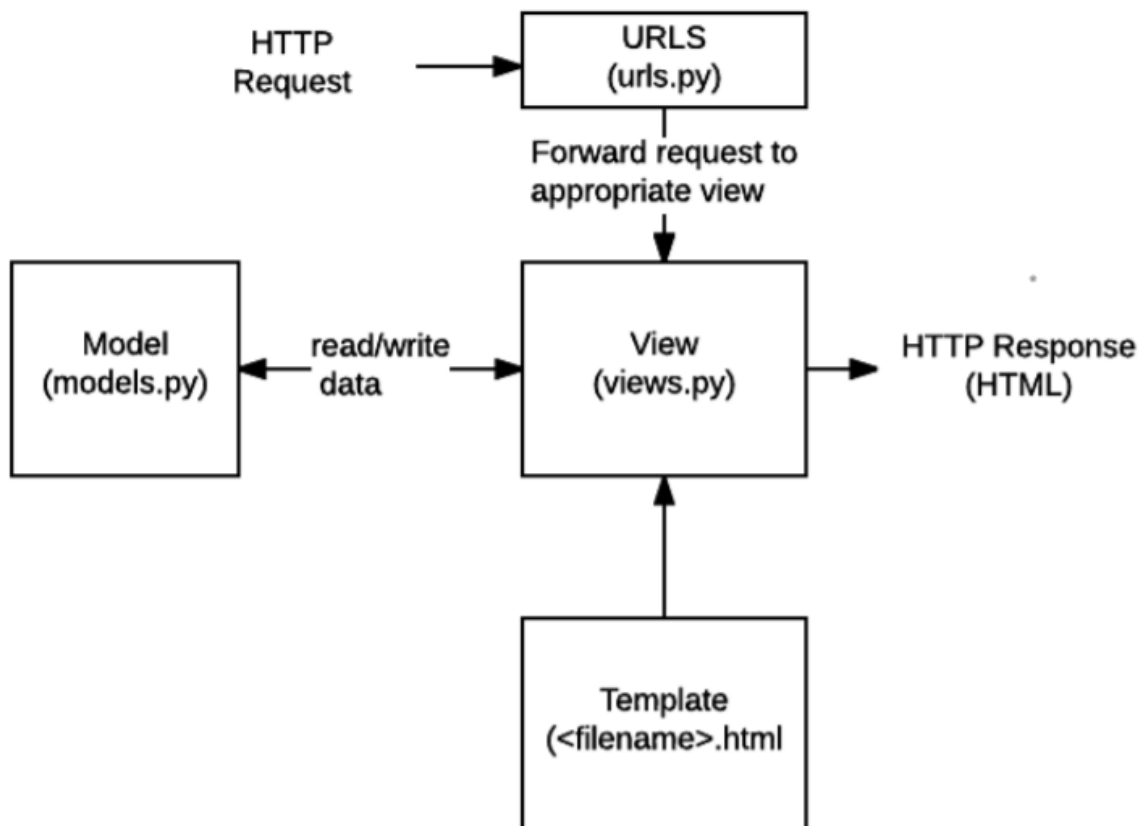 HTTP
Request
URLS
(urls.py)
Forward request to
appropriate view
Model
(models.py)
read/write
data
View
(views.py)
HTTP Response
(HTML)
Template
(<filename>.html